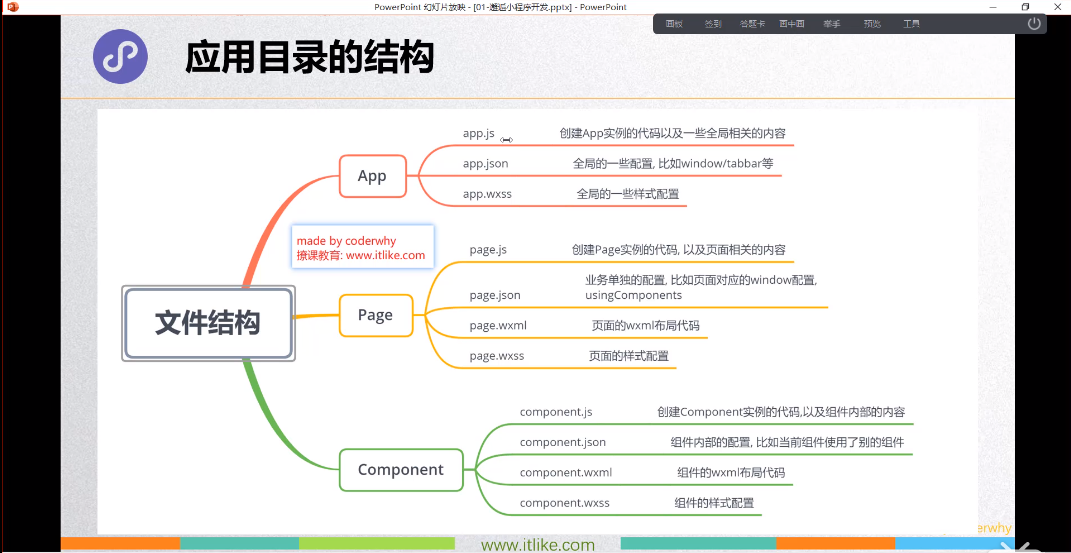 PowerPoint 幻灯片放映 - [01-邂逅小程序开发.pptx] - PowerPoint
画板 签到 答题卡 画中画 举手 预览 工具
应用目录的结构
app.js 创建App实例的代码以及一些全局相关的内容
app.json 全局的一些配置, 比如window/tabbar等
App
app.wxss 全局的一些样式配置
made by coderwhy
撩课教育: www.itlike.com
page.js 创建Page实例的代码, 以及页面相关的内容
业务单独的配置, 比如页面对应的window配置,
page.json usingComponents
文件结构
Page
page.wxml 页面的wxml布局代码
page.wxss 页面的样式配置
component.js 创建Component实例的代码,以及组件内部的内容
component.json 组件内部的配置, 比如当前组件使用了别的组件
Component
component.wxml 组件的wxml布局代码
component.wxss 组件的样式配置
erwhy
www.itlike.com